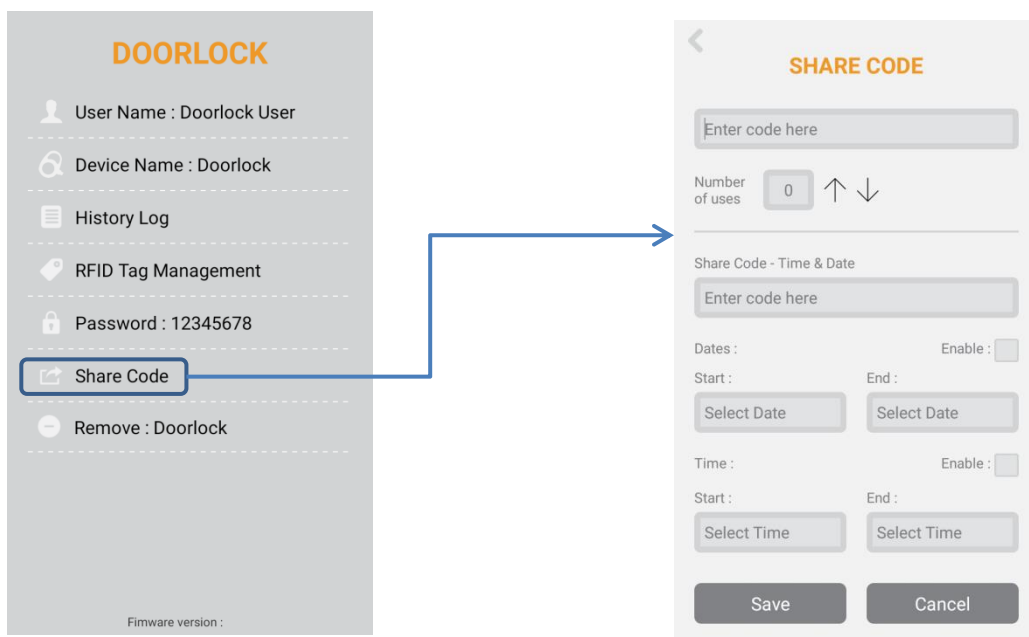 DOORLOCK
User Name : Doorlock User
Device Name : Doorlock
History Log
RFID Tag Management
Password : 12345678
Share Code
Remove : Doorlock
Fimware version :
SHARE CODE
Enter code here
Number
of uses
0
Share Code - Time & Date
Enter code here
Dates :
Enable :
Start :
End :
Select Date
Select Date
Time :
Enable :
Start :
End :
Select Time
Select Time
Save
Cancel